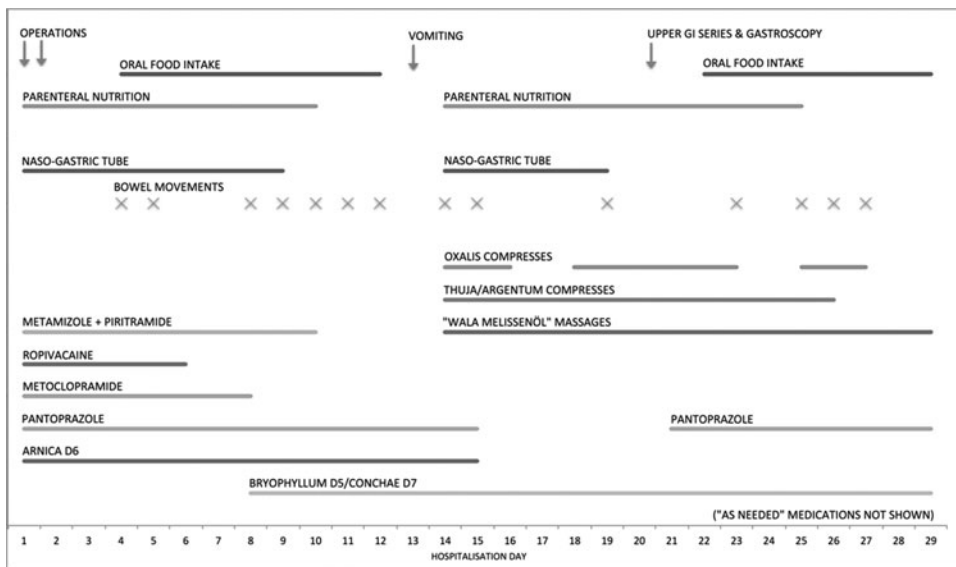 OPERATIONS
VOMITING
UPPER GI SERIES & GASTROSCOPY
ORAL FOOD INTAKE
ORAL FOOD INTAKE
PARENTERAL NUTRITION
PARENTERAL NUTRITION
NASO-GASTRIC TUBE
NASO-GASTRIC TUBE
BOWEL MOVEMENTS
OXALIS COMPRESSES
THUJA/ARGENTUM COMPRESSES
METAMIZOLE + PIRITRAMIDE
"WALA MELISSENÖL" MASSAGES
ROPIVACAINE
METOCLOPRAMIDE
PANTOPRAZOLE
PANTOPRAZOLE
ARNICA D6
BRYOPHYLLUM D5/CONCHAE D7
("AS NEEDED" MEDICATIONS NOT SHOWN)
1 2 3 4 5 6 7 8 9 10 11 12 13 14 15 16 17 18 19 20 21 22 23 24 25 26 27 28 29
HOSPITALISATION DAY